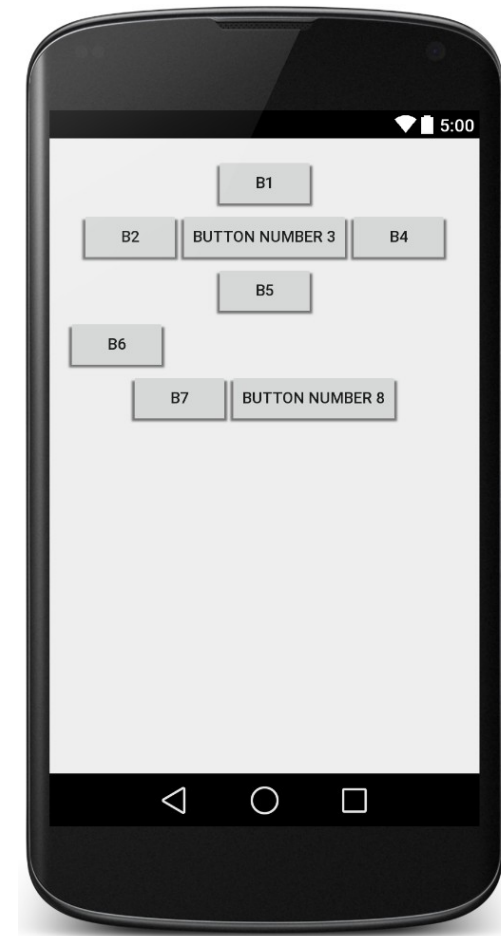 5:00
B1
B2 BUTTON NUMBER 3 B4
B5
B6
B7 BUTTON NUMBER 8